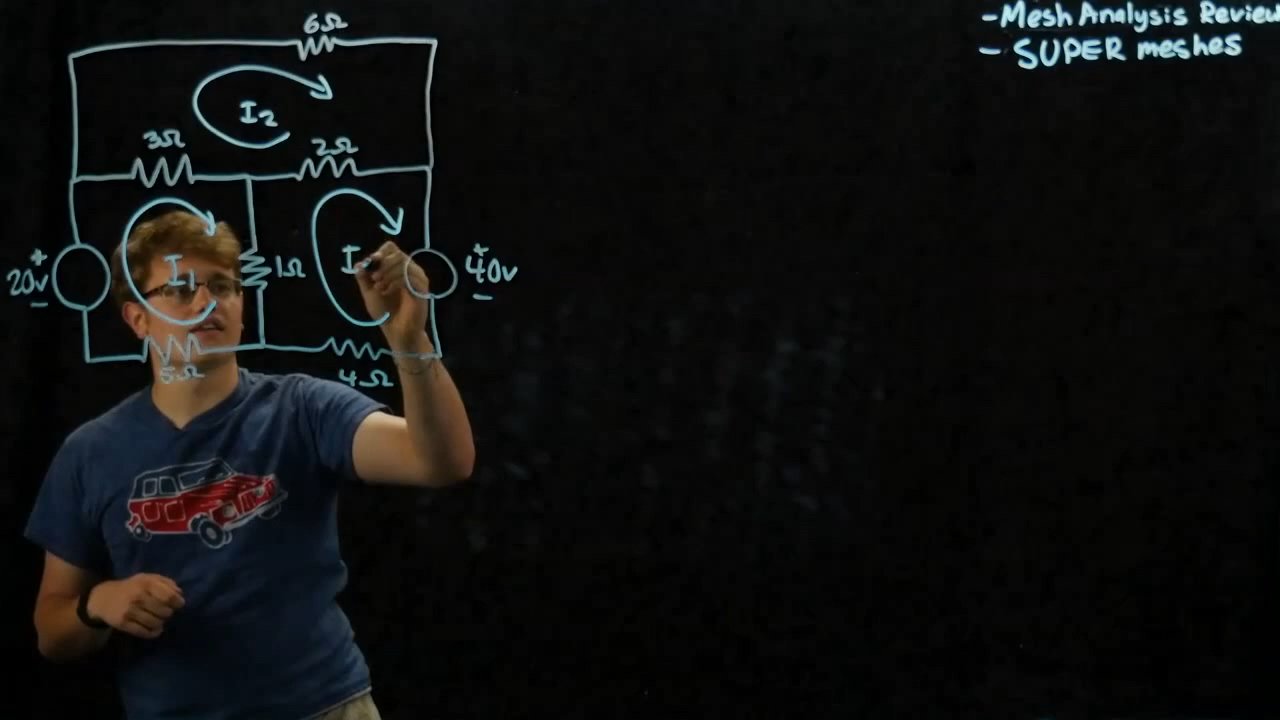 - Mesh Analysis Review
- SUPER meshes
6Ω
I2
3Ω
2Ω
+
20v
-
I1
1Ω
I
+
40v
-
5Ω
4Ω